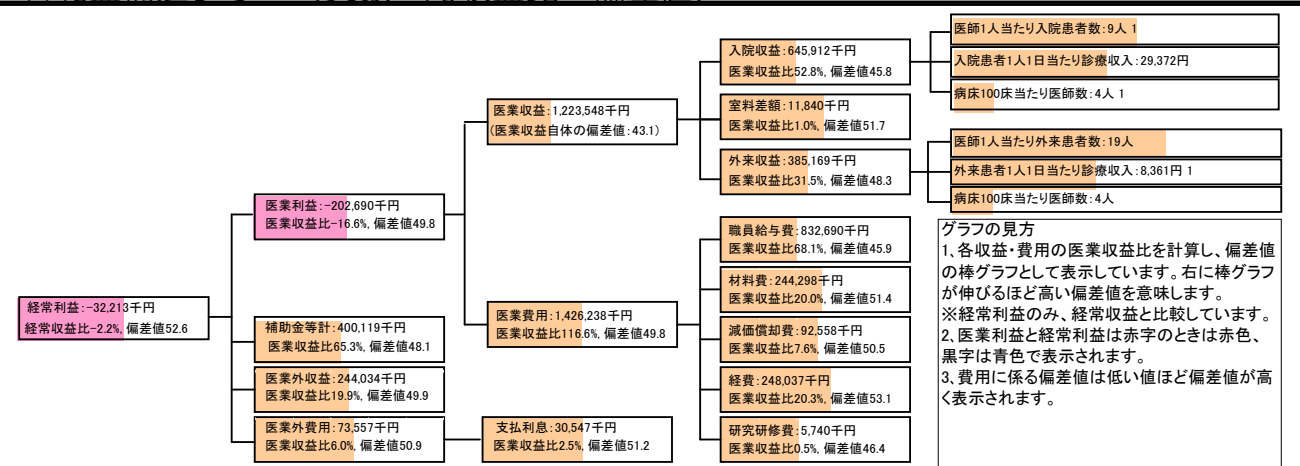 経常利益:-32,213千円
経常収益比-2.2%, 偏差値52.6
医業利益:-202,690千円
医業収益比-16.6%, 偏差値49.8
補助金等計:400,119千円
医業収益比65.3%, 偏差値48.1
医業外収益:244,034千円
医業収益比19.9%, 偏差値49.9
医業外費用:73,557千円
医業収益比6.0%, 偏差値50.9
医業収益:1,223,548千円
(医業収益自体の偏差値:43.1)
医業費用:1,426,238千円
医業収益比116.6%, 偏差値49.8
支払利息:30,547千円
医業収益比2.5%, 偏差値51.2
入院収益:645,912千円
医業収益比52.8%, 偏差値45.8
室料差額:11,840千円
医業収益比1.0%, 偏差値51.7
外来収益:385,169千円
医業収益比31.5%, 偏差値48.3
職員給与費:832,690千円
医業収益比68.1%, 偏差値45.9
材料費:244,298千円
医業収益比20.0%, 偏差値51.4
減価償却費:92,558千円
医業収益比7.6%, 偏差値50.5
経費:248,037千円
医業収益比20.3%, 偏差値53.1
研究研修費:5,740千円
医業収益比0.5%, 偏差値46.4
医師1人当たり入院患者数:9人 1
入院患者1人1日当たり診療収入:29,372円
病床100床当たり医師数:4人 1
医師1人当たり外来患者数:19人
外来患者1人1日当たり診療収入:8,361円 1
病床100床当たり医師数:4人
グラフの見方
1、各収益・費用の医業収益比を計算し、偏差値
の棒グラフとして表示しています。右に棒グラフ
が伸びるほど高い偏差値を意味します。
※経常利益のみ、経常収益と比較しています。
2、医業利益と経常利益は赤字のときは赤色、
黒字は青色で表示されます。
3、費用に係る偏差値は低い値ほど偏差値が高
く表示されます。